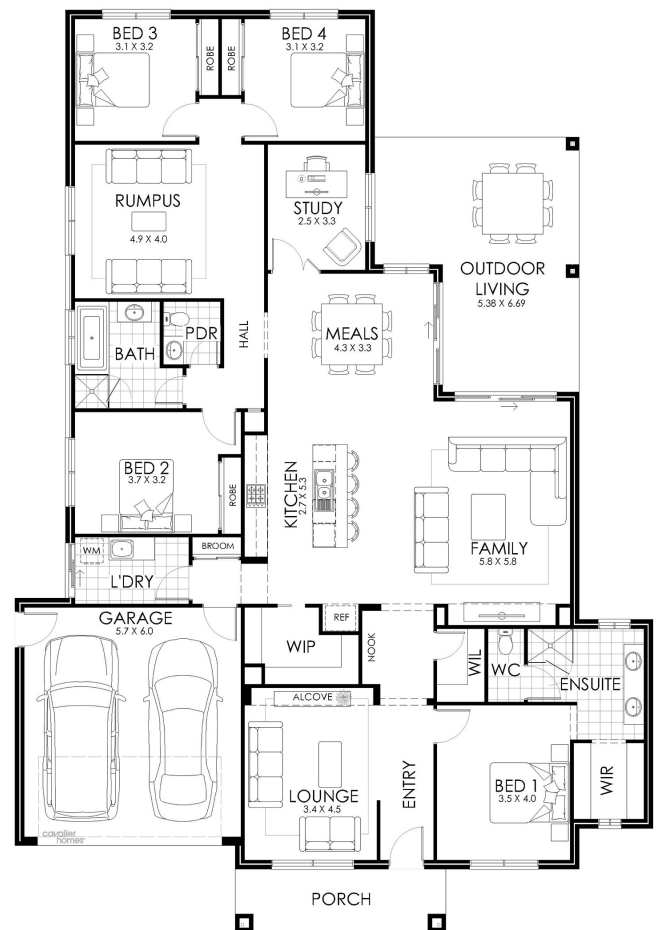 BED 3
3.1 X 3.2
ROBE
ROBE
BED 4
3.1 X 3.2
RUMPUS
4.9 X 4.0
STUDY
2.5 X 3.3
OUTDOOR
LIVING
5.38 X 6.69
MEALS
4.3 X 3.3
PDR
BATH
HALL
BED 2
3.7 X 3.2
ROBE
KITCHEN
2.7 X 5.3
FAMILY
5.8 X 5.8
WM
BROOM
L'DRY
GARAGE
5.7 X 6.0
REF
WIP
NOOK
WIL
WC
ENSUITE
ALCOVE
LOUNGE
3.4 X 4.5
ENTRY
BED 1
3.5 X 4.0
WIR
cavalier
homes
PORCH